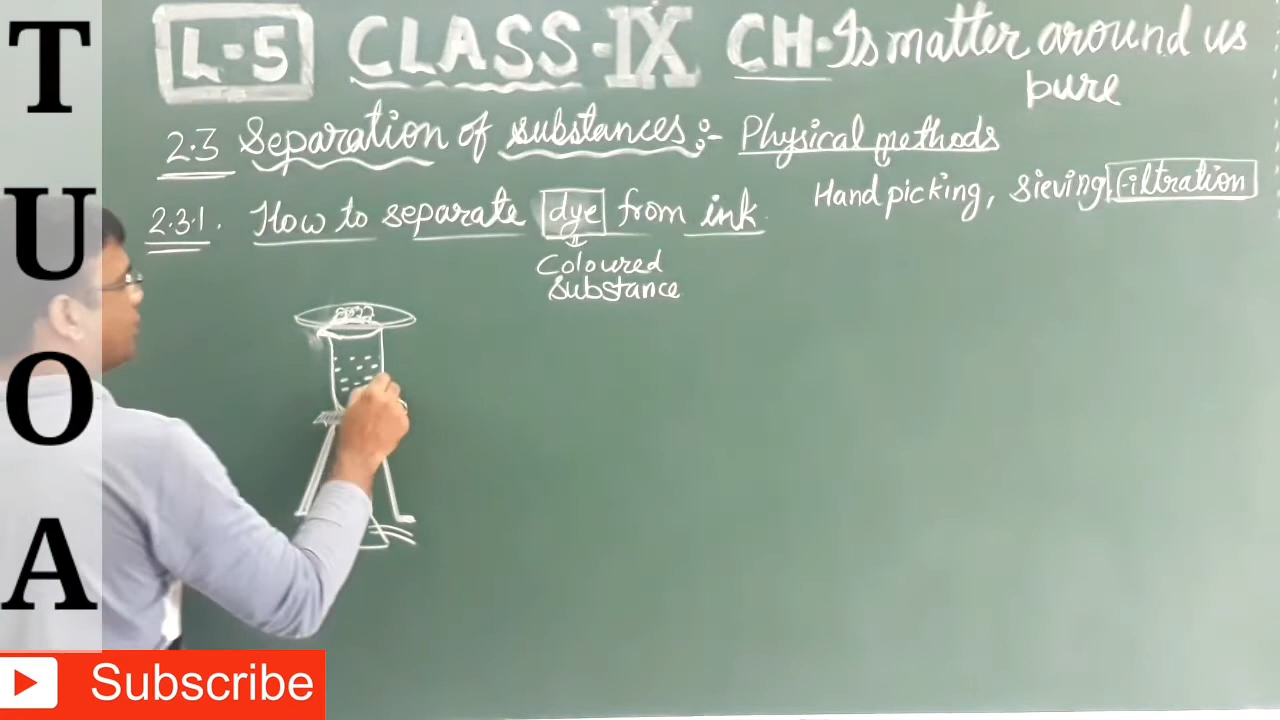 L-5 CLASS-IX CH-Is matter around us
pure
2.3 Separation of substances:- Physical methods
Hand picking, Sieving, Filtration
2.3.1. How to separate dye from ink.
Coloured
Substance
TUOA
Subscribe